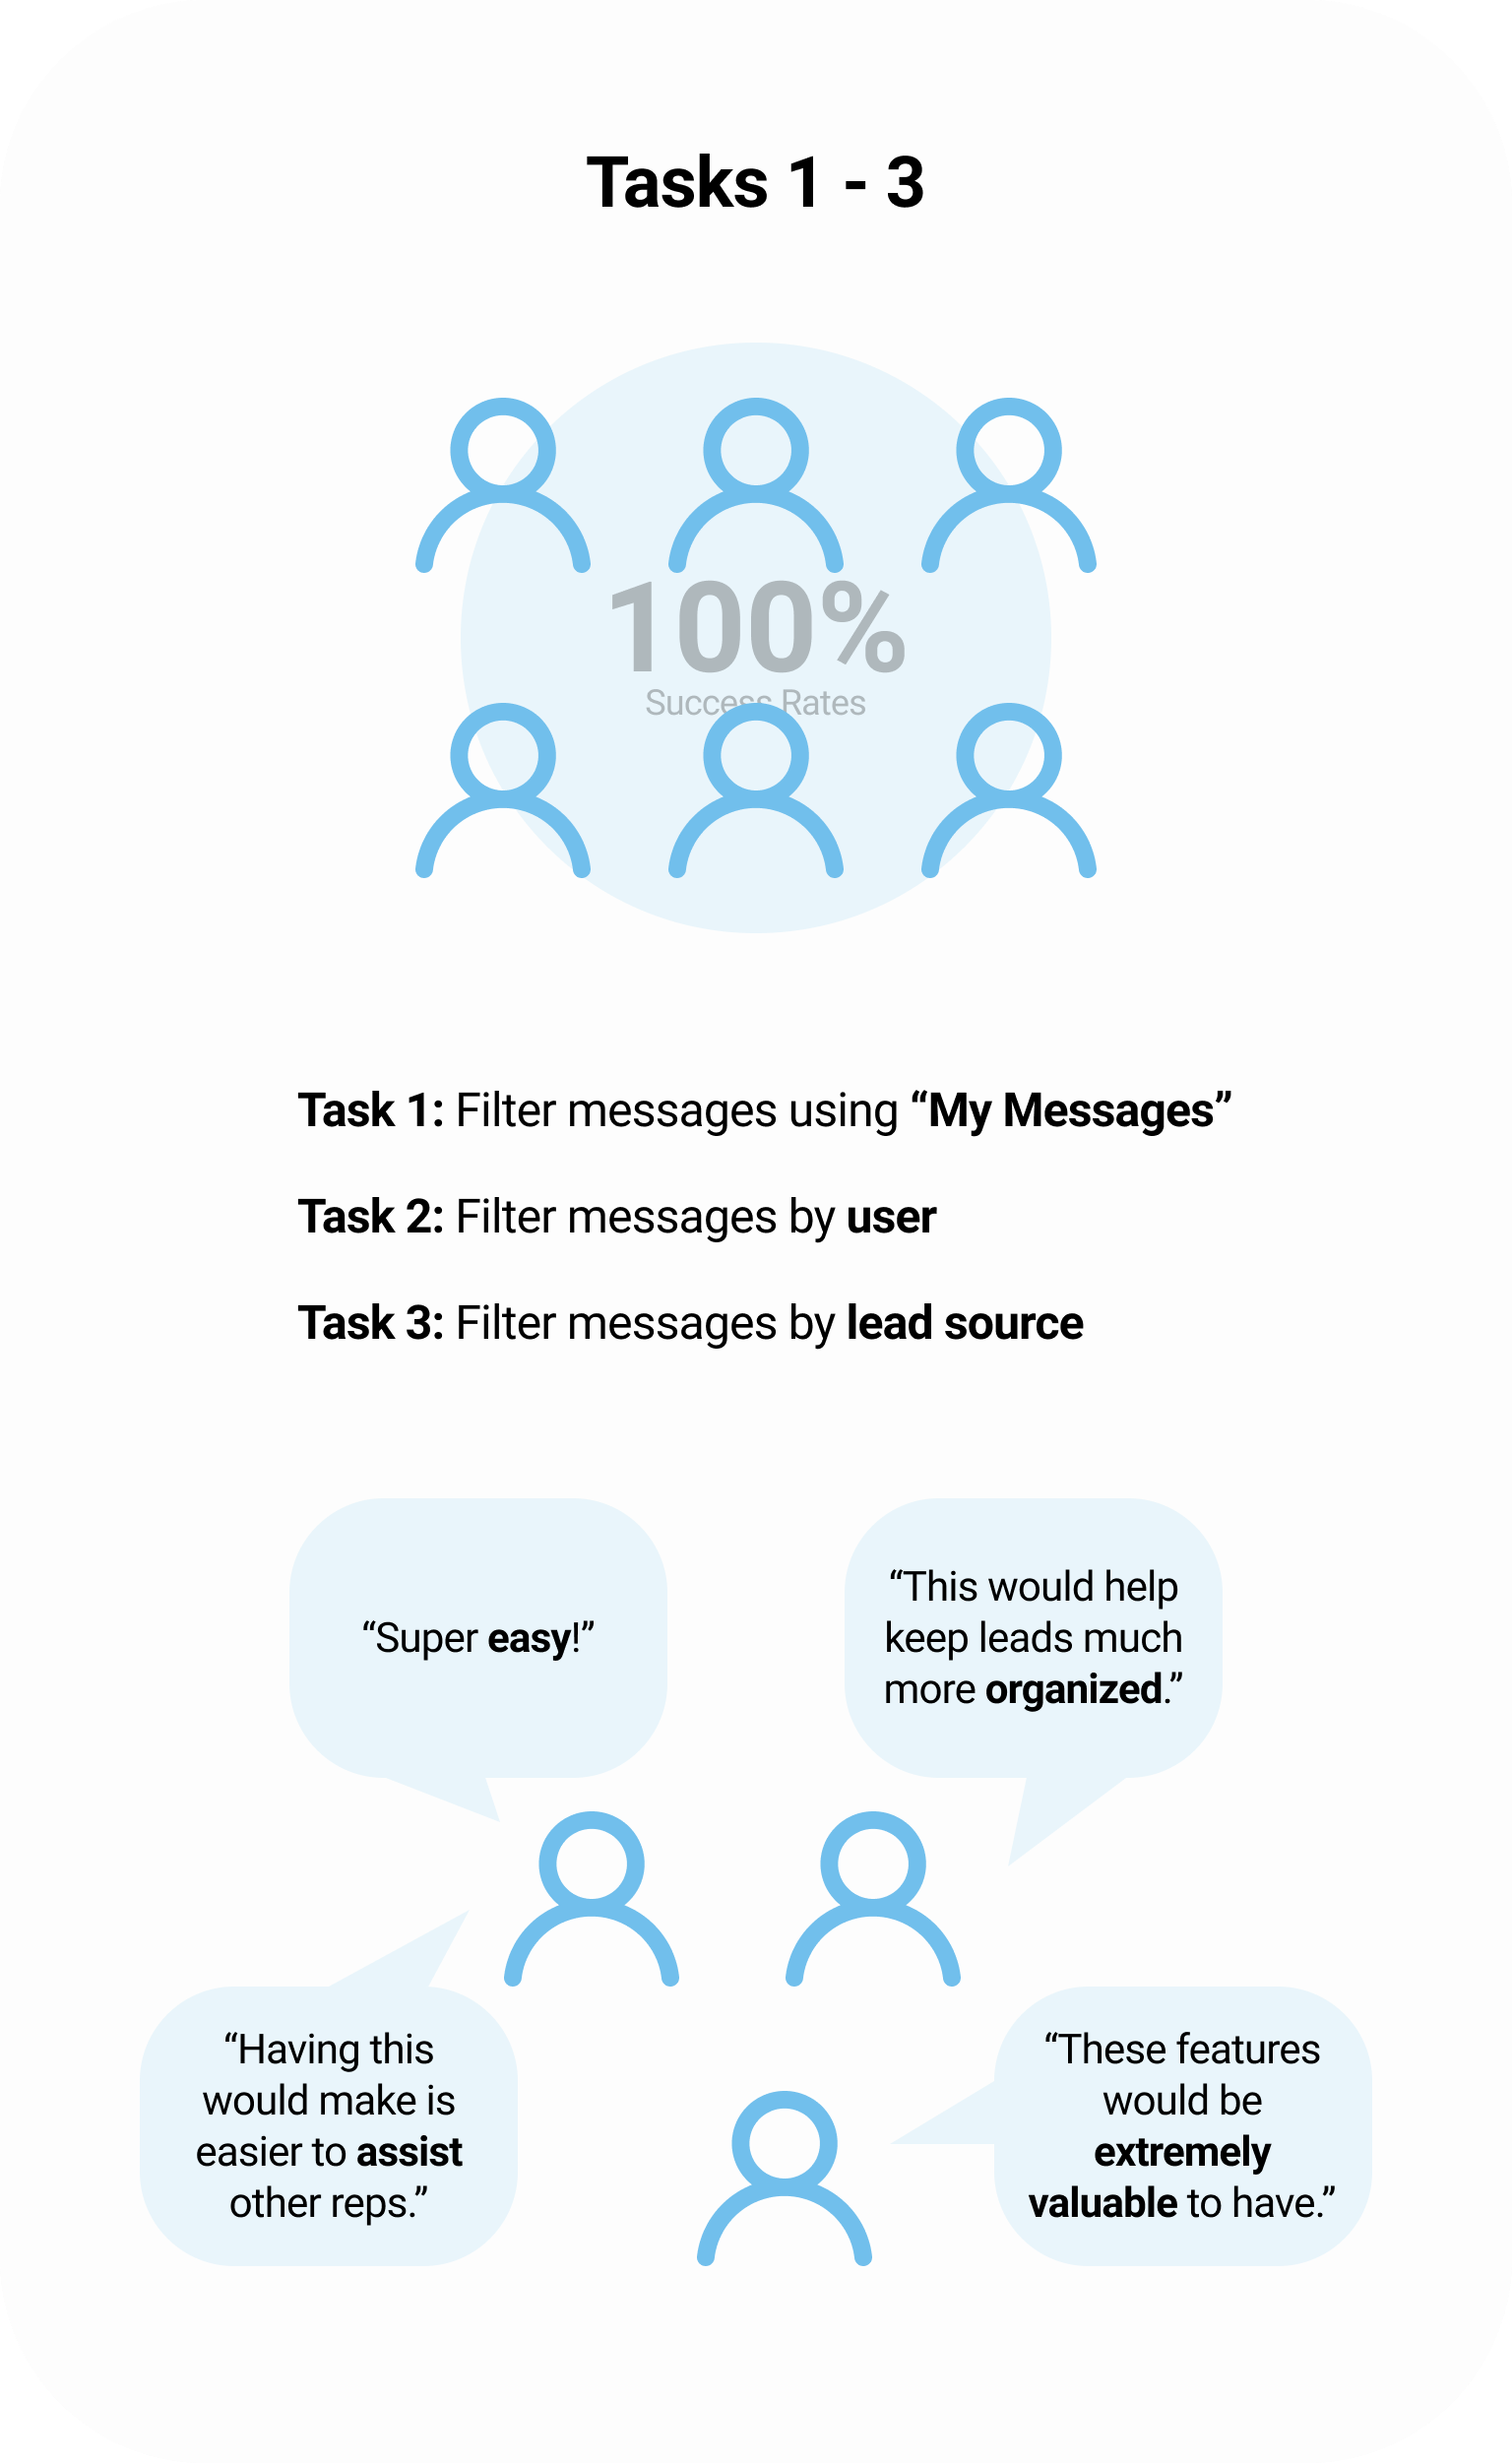 Tasks 1 - 3
100%
Success Rates
Task 1: Filter messages using “My Messages”
Task 2: Filter messages by user
Task 3: Filter messages by lead source
“Super easy!”
“This would help
keep leads much
more organized.”
“Having this
would make is
easier to assist
other reps.”
“These features
would be
extremely
valuable to have.”